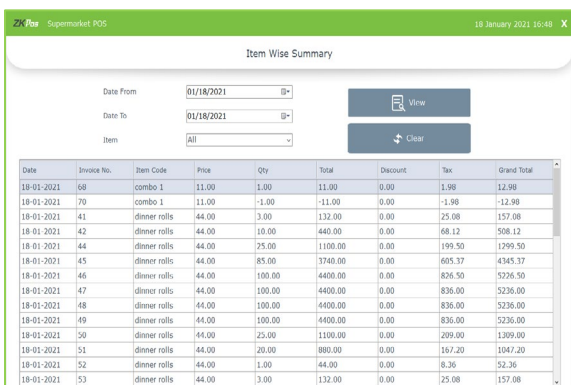 ZKPos Supermarket POS 18 January 2021 16:48 X
Item Wise Summary
Date From 01/18/2021 View
Date To 01/18/2021
Item All Clear
Date Invoice No. Item Code Price Qty Total Discount Tax Grand Total
18-01-2021 68 combo 1 11.00 1.00 11.00 0.00 1.98 12.98
18-01-2021 70 combo 1 11.00 -1.00 -11.00 0.00 -1.98 -12.98
18-01-2021 41 dinner rolls 44.00 3.00 132.00 0.00 25.08 157.08
18-01-2021 42 dinner rolls 44.00 10.00 440.00 0.00 68.12 508.12
18-01-2021 44 dinner rolls 44.00 25.00 1100.00 0.00 199.50 1299.50
18-01-2021 45 dinner rolls 44.00 85.00 3740.00 0.00 605.37 4345.37
18-01-2021 46 dinner rolls 44.00 100.00 4400.00 0.00 826.50 5226.50
18-01-2021 47 dinner rolls 44.00 100.00 4400.00 0.00 836.00 5236.00
18-01-2021 48 dinner rolls 44.00 100.00 4400.00 0.00 836.00 5236.00
18-01-2021 49 dinner rolls 44.00 100.00 4400.00 0.00 836.00 5236.00
18-01-2021 50 dinner rolls 44.00 25.00 1100.00 0.00 209.00 1309.00
18-01-2021 51 dinner rolls 44.00 20.00 880.00 0.00 167.20 1047.20
18-01-2021 52 dinner rolls 44.00 1.00 44.00 0.00 8.36 52.36
18-01-2021 53 dinner rolls 44.00 3.00 132.00 0.00 25.08 157.08